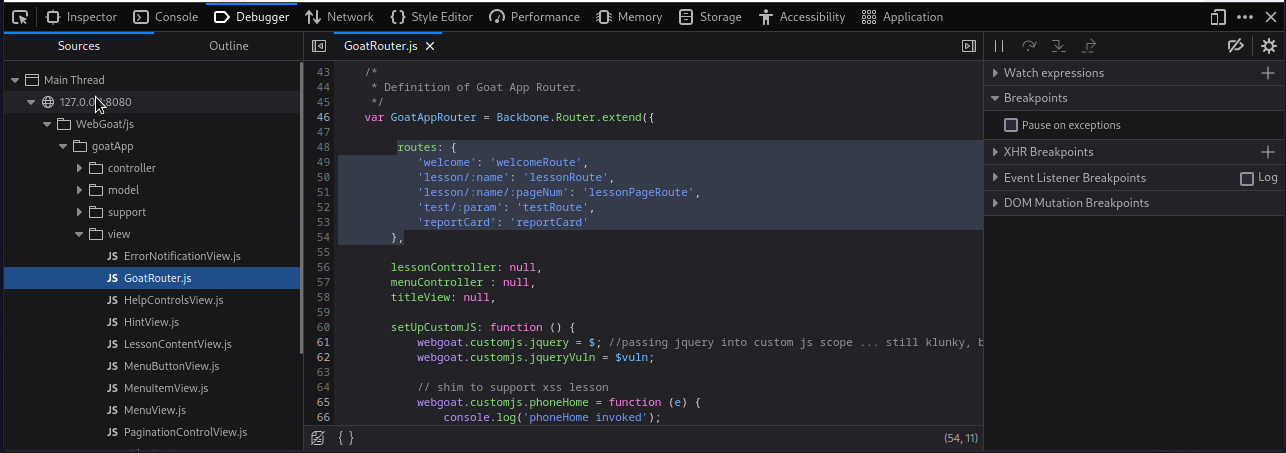 Inspector Console Debugger Network Style Editor Performance Memory Storage Accessibility Application
Sources Outline
Main Thread
127.0.0 :8080
WebGoat/js
goatApp
controller
model
support
view
JS ErrorNotificationView.js
JS GoatRouter.js
JS HelpControlsView.js
JS HintView.js
JS LessonContentView.js
JS MenuButtonView.js
JS MenuItemView.js
JS MenuView.js
JS PaginationControlView.js
GoatRouter.js
43 /*
44 * Definition of Goat App Router.
45 */
46 var GoatAppRouter = Backbone.Router.extend({
47
48 routes: {
49 'welcome': 'welcomeRoute',
50 'lesson/:name': 'lessonRoute',
51 'lesson/:name/:pageNum': 'lessonPageRoute',
52 'test/:param': 'testRoute',
53 'reportCard': 'reportCard'
54 },
55
56 lessonController: null,
57 menuController : null,
58 titleView: null,
59
60 setUpCustomJS: function () {
61 webgoat.customjs.jquery = $; //passing jquery into custom js scope ... still klunky, b
62 webgoat.customjs.jqueryVuln = $vuln;
63
64 // shim to support xss lesson
65 webgoat.customjs.phoneHome = function (e) {
66 console.log('phoneHome invoked');
{ } (54, 11)
Watch expressions
Breakpoints
Pause on exceptions
XHR Breakpoints
Event Listener Breakpoints Log
DOM Mutation Breakpoints